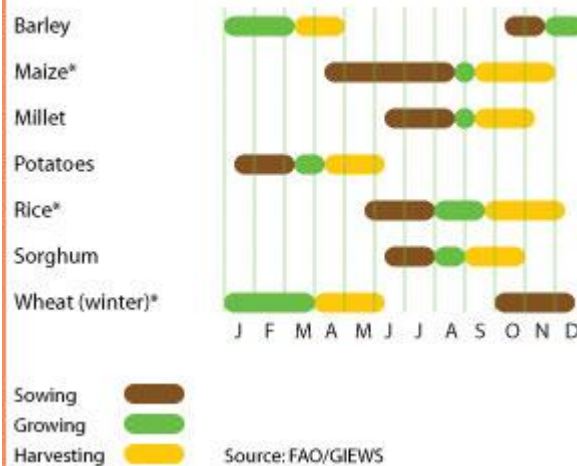 Barley
Maize*
Millet
Potatoes
Rice*
Sorghum
Wheat (winter)*
J F M A M J J A S O N D
Sowing
Growing
Harvesting Source: FAO/GIEWS